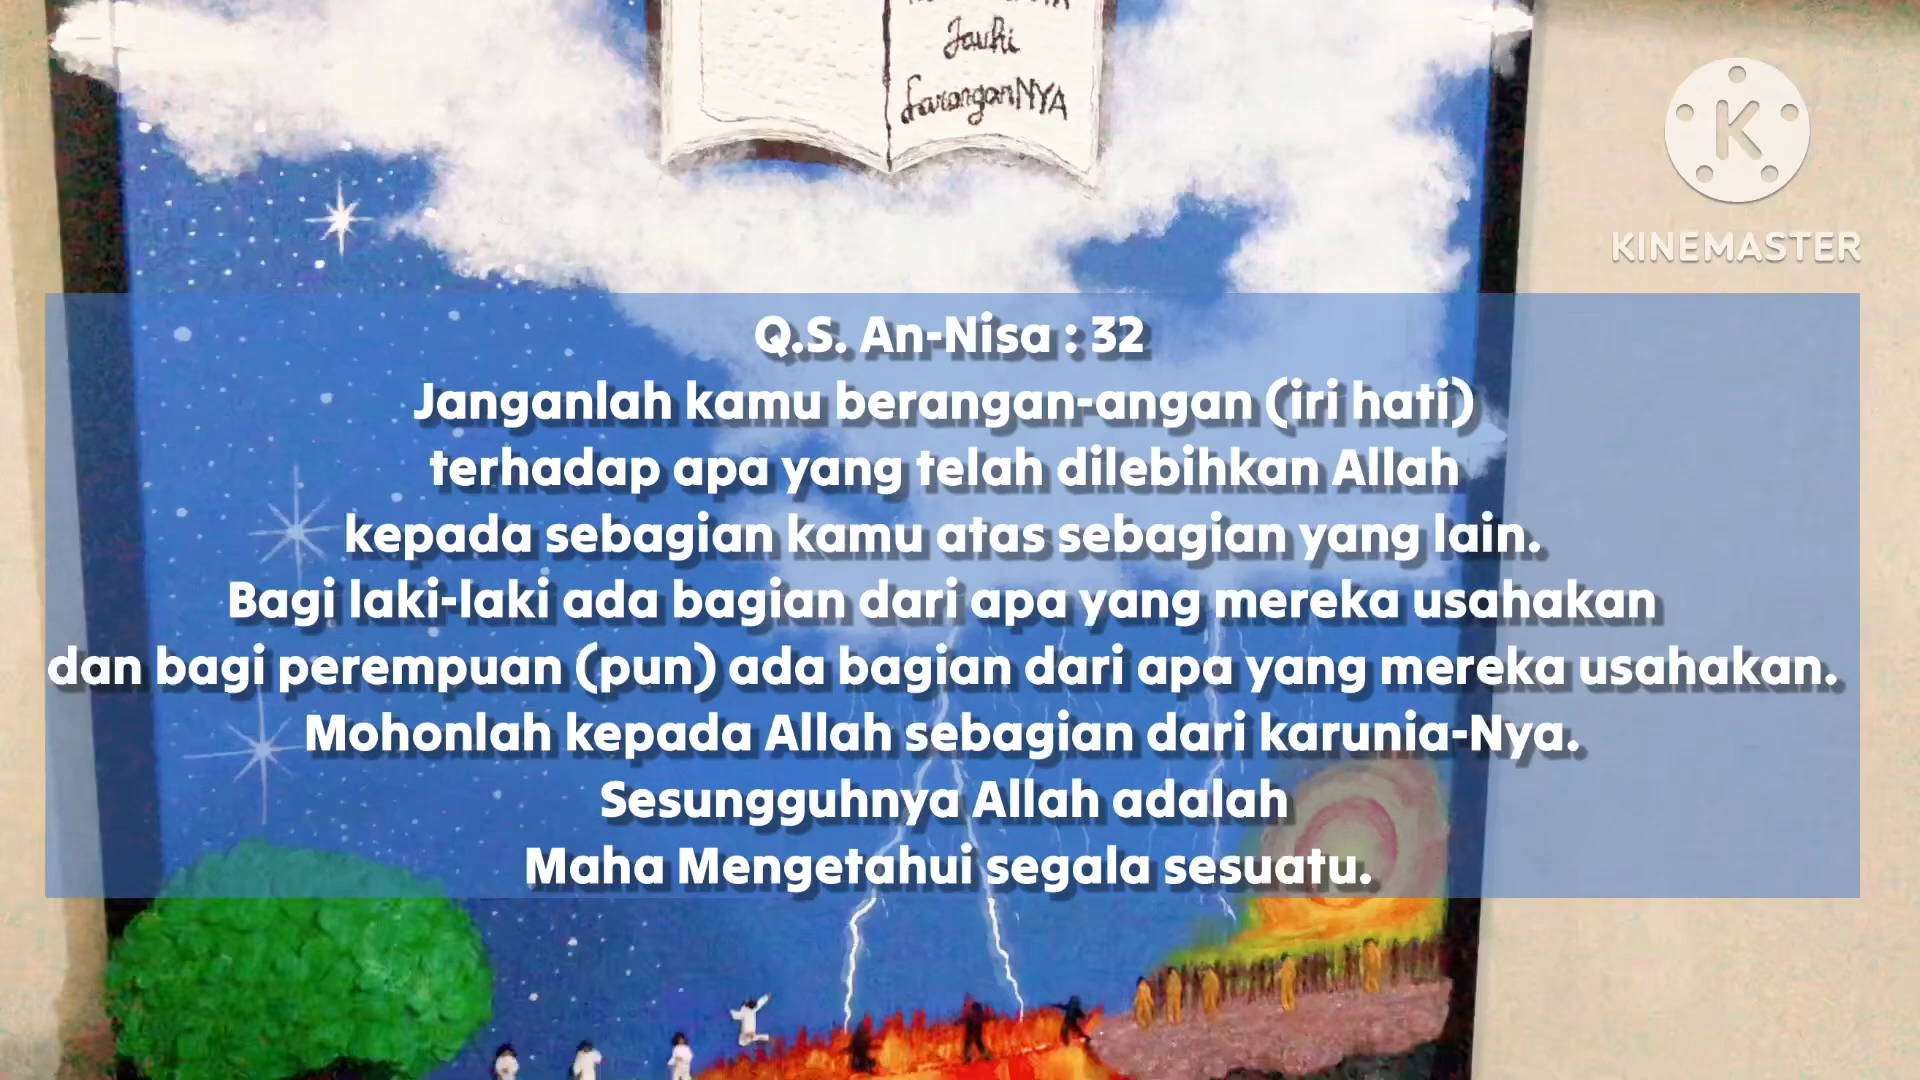 Jauhi
laranganNYA
K
KINEMASTER
Q.S. An-Nisa : 32
Janganlah kamu berangan-angan (iri hati)
terhadap apa yang telah dilebihkan Allah
kepada sebagian kamu atas sebagian yang lain.
Bagi laki-laki ada bagian dari apa yang mereka usahakan
dan bagi perempuan (pun) ada bagian dari apa yang mereka usahakan.
Mohonlah kepada Allah sebagian dari karunia-Nya.
Sesungguhnya Allah adalah
Maha Mengetahui segala sesuatu.